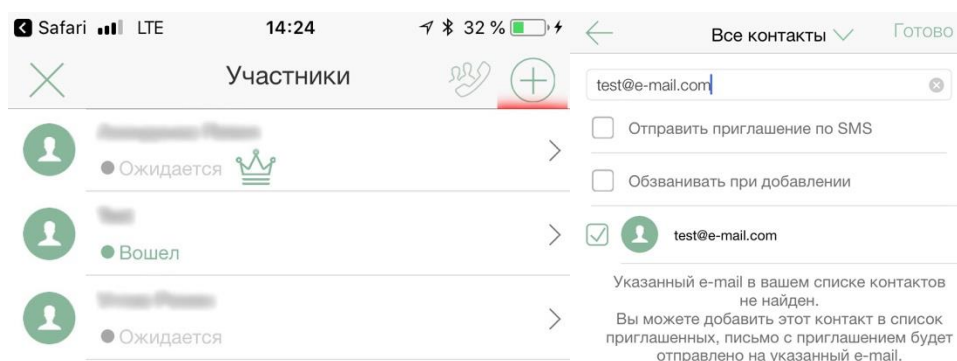 Safari LTE 14:24 32 %
Участники
Ожидается
Вошел
Ожидается
Все контакты Готово
test@e-mail.com
Отправить приглашение по SMS
Обзванивать при добавлении
test@e-mail.com
Указанный e-mail в вашем списке контактов
не найден.
Вы можете добавить этот контакт в список
приглашенных, письмо с приглашением будет
отправлено на указанный e-mail.